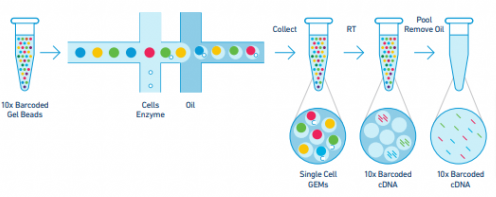 Collect
RT
Pool
Remove Oil
10x Barcoded
Gel Beads
Cells
Enzyme
Oil
Single Cell
GEMs
10x Barcoded
cDNA
10x Barcoded
cDNA